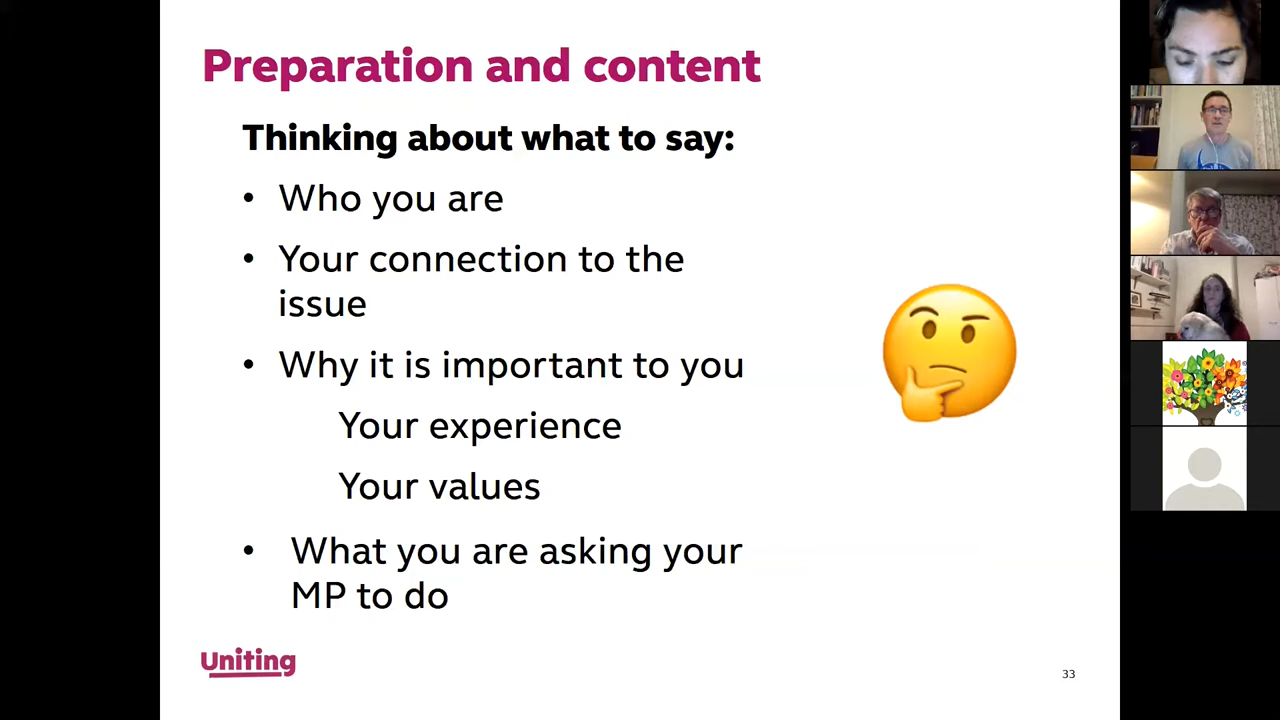 Preparation and content
Thinking about what to say:
• Who you are
• Your connection to the
issue
• Why it is important to you
Your experience
Your values
• What you are asking your
MP to do
Uniting
33